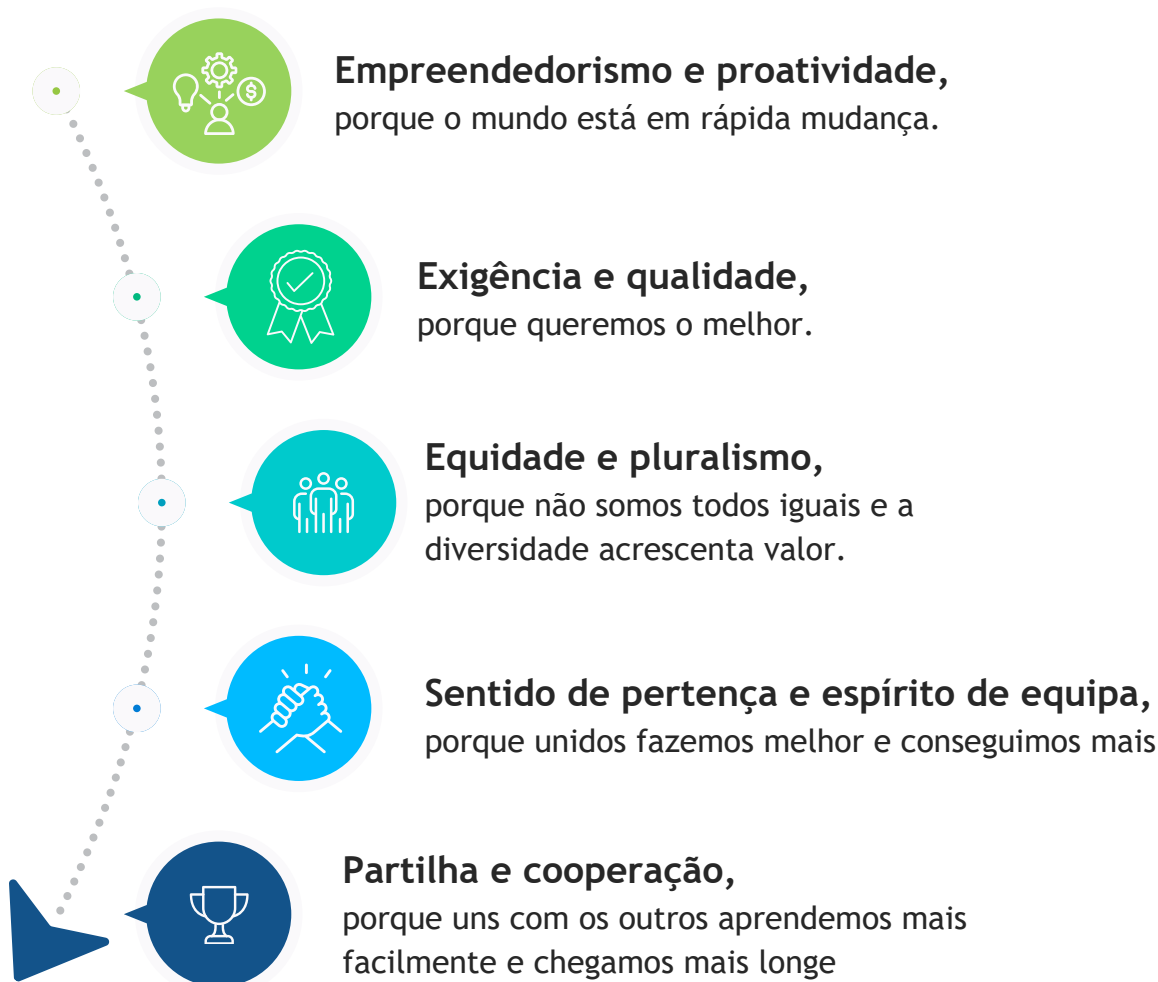 Empreendedorismo e proatividade,
porque o mundo está em rápida mudança.
$
Exigência e qualidade,
porque queremos o melhor.
Equidade e pluralismo,
porque não somos todos iguais e a
diversidade acrescenta valor.
Sentido de pertença e espírito de equipa,
porque unidos fazemos melhor e conseguimos mais
Partilha e cooperação,
porque uns com os outros aprendemos mais
facilmente e chegamos mais longe